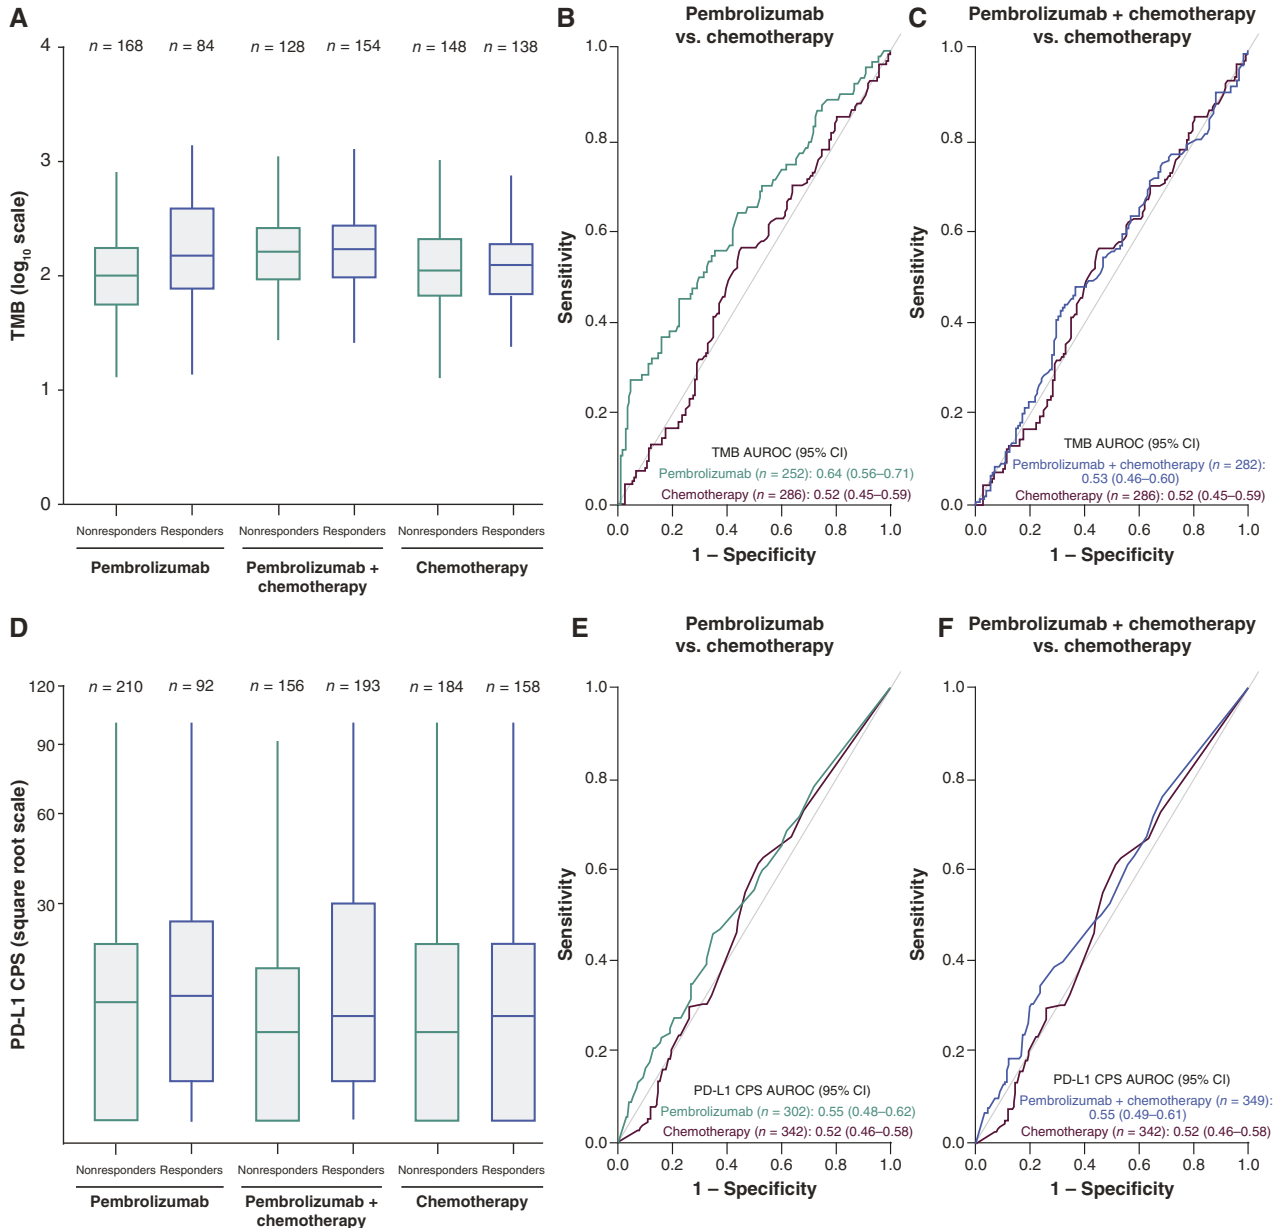 A
n = 168 n = 84 n = 128 n = 154 n = 148 n = 138
4
3
2
1
0
TMB (log10 scale)
Nonresponders Responders Nonresponders Responders Nonresponders Responders
Pembrolizumab
Pembrolizumab +
chemotherapy
Chemotherapy
B
Pembrolizumab
vs. chemotherapy
1.0
0.8
0.6
0.4
0.2
0.0
Sensitivity
TMB AUROC (95% CI)
Pembrolizumab (n = 252): 0.64 (0.56–0.71)
Chemotherapy (n = 286): 0.52 (0.45–0.59)
0.0 0.2 0.4 0.6 0.8 1.0
1 – Specificity
C
Pembrolizumab + chemotherapy
vs. chemotherapy
1.0
0.8
0.6
0.4
0.2
0.0
Sensitivity
TMB AUROC (95% CI)
Pembrolizumab + chemotherapy (n = 282):
0.53 (0.46–0.60)
Chemotherapy (n = 286): 0.52 (0.45–0.59)
0.0 0.2 0.4 0.6 0.8 1.0
1 – Specificity
D
n = 210 n = 92 n = 156 n = 193 n = 184 n = 158
120
90
60
30
PD-L1 CPS (square root scale)
Nonresponders Responders Nonresponders Responders Nonresponders Responders
Pembrolizumab
Pembrolizumab +
chemotherapy
Chemotherapy
E
Pembrolizumab
vs. chemotherapy
1.0
0.8
0.6
0.4
0.2
0.0
Sensitivity
PD-L1 CPS AUROC (95% CI)
Pembrolizumab (n = 302): 0.55 (0.48–0.62)
Chemotherapy (n = 342): 0.52 (0.46–0.58)
0.0 0.2 0.4 0.6 0.8 1.0
1 – Specificity
F
Pembrolizumab + chemotherapy
vs. chemotherapy
1.0
0.8
0.6
0.4
0.2
0.0
Sensitivity
PD-L1 CPS AUROC (95% CI)
Pembrolizumab + chemotherapy (n = 349):
0.55 (0.49–0.61)
Chemotherapy (n = 342): 0.52 (0.46–0.58)
0.0 0.2 0.4 0.6 0.8 1.0
1 – Specificity